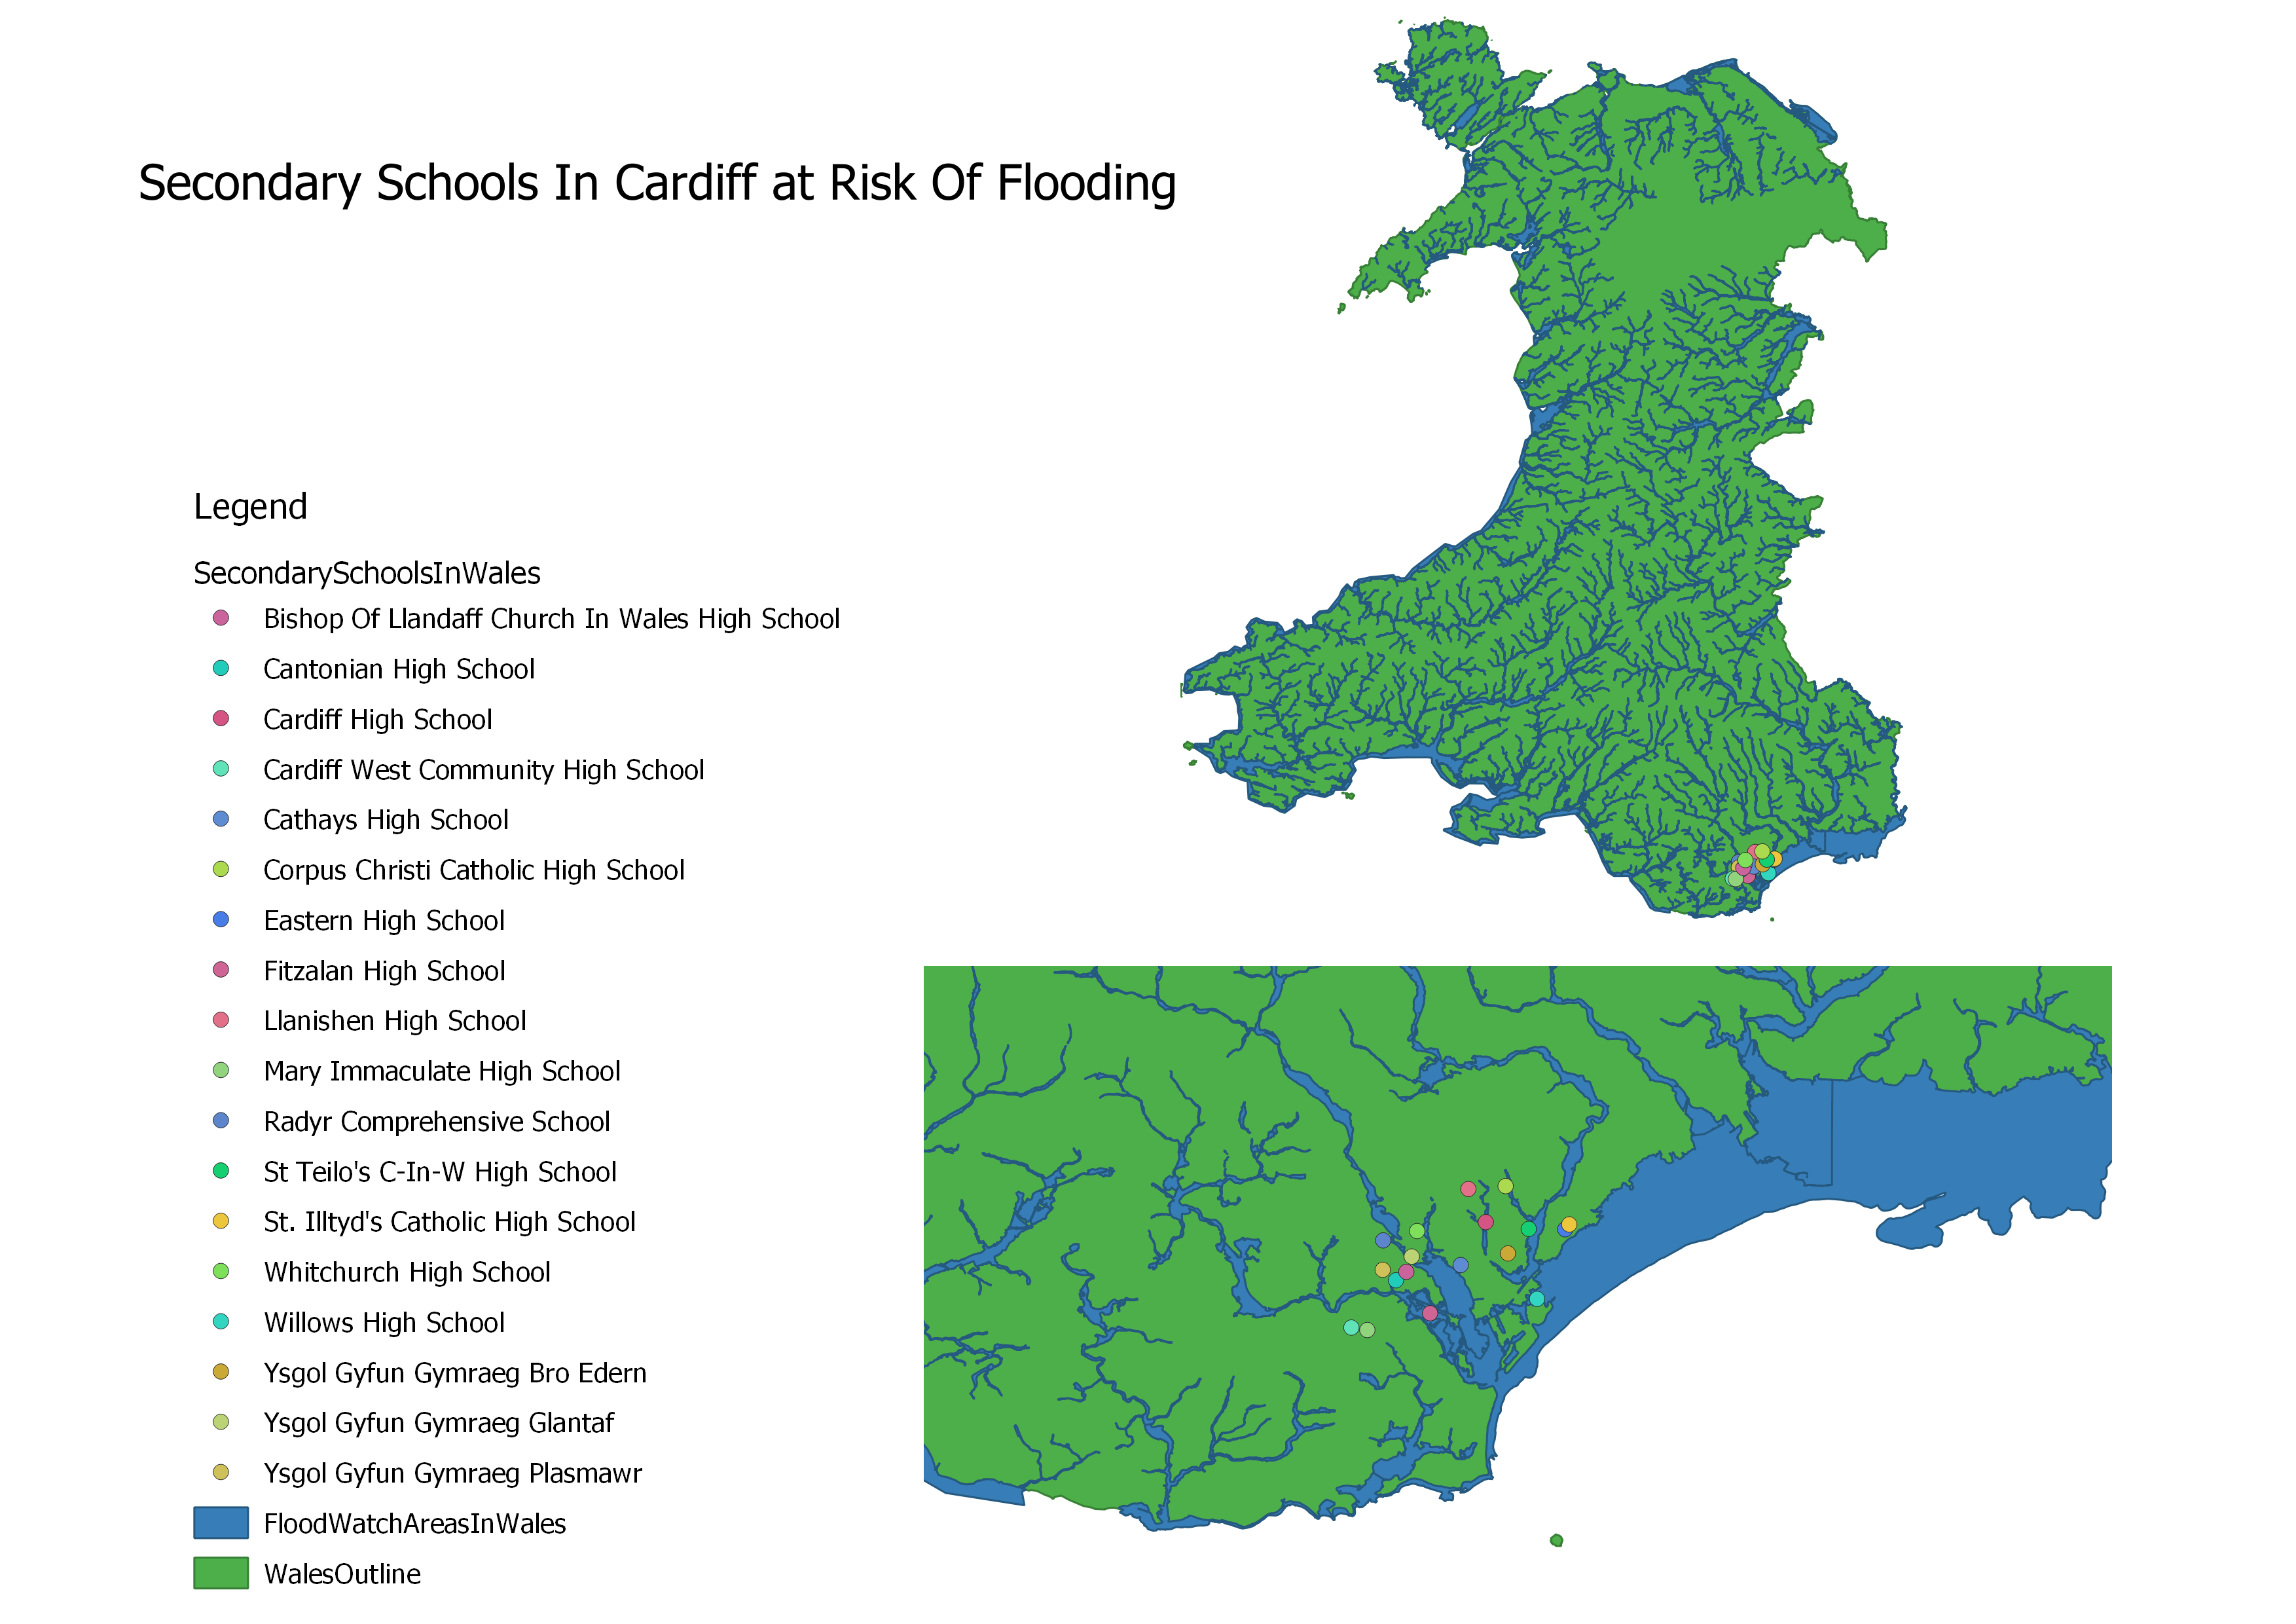 Secondary Schools In Cardiff at Risk Of Flooding
Legend
SecondarySchoolsInWales
Bishop Of Llandaff Church In Wales High School
Cantonian High School
Cardiff High School
Cardiff West Community High School
Cathays High School
Corpus Christi Catholic High School
Eastern High School
Fitzalan High School
Llanishen High School
Mary Immaculate High School
Radyr Comprehensive School
St Teilo's C-In-W High School
St. Illtyd's Catholic High School
Whitchurch High School
Willows High School
Ysgol Gyfun Gymraeg Bro Edern
Ysgol Gyfun Gymraeg Glantaf
Ysgol Gyfun Gymraeg Plasmawr
FloodWatchAreasInWales
WalesOutline